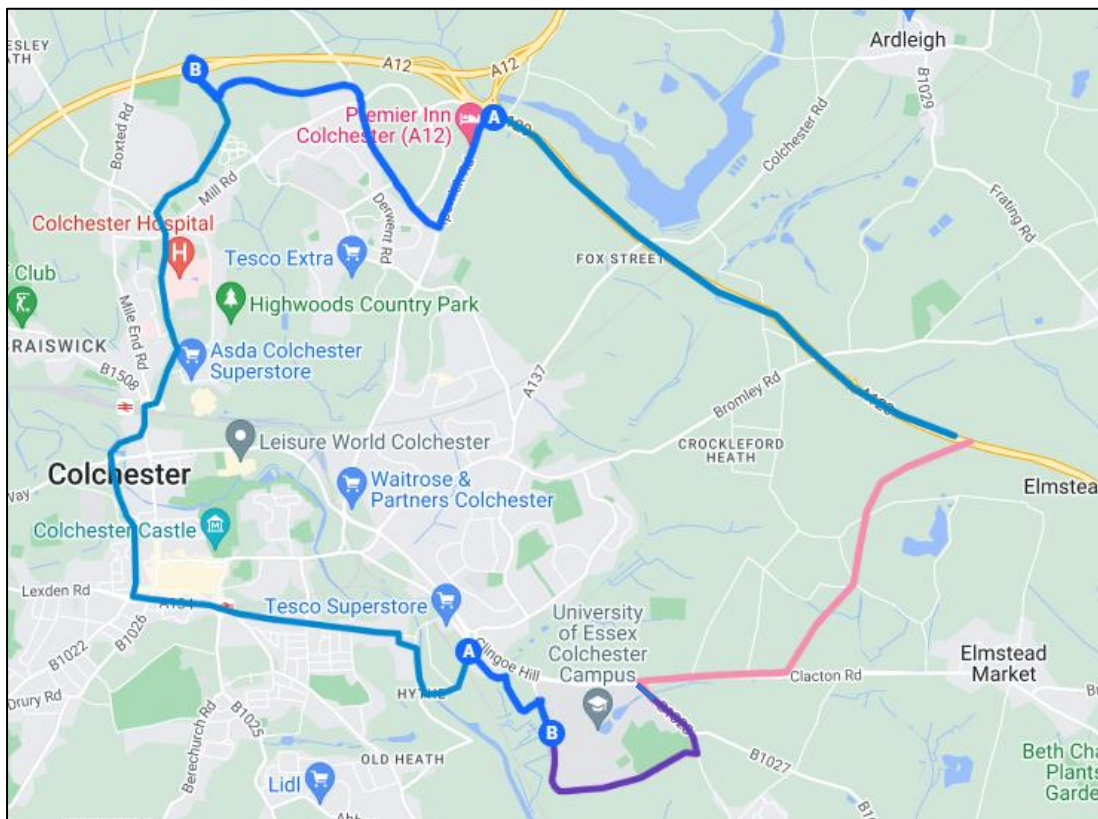 ESLEY
ATH
Ardleigh
A12
A12
B
B1029
Premier Inn
Colchester (A12)
A
Boxted Rd
Colchester Rd
Mill Rd
Frating Rd
Colchester Hospital
H
Derwent Rd
Tesco Extra
FOX STREET
f Club
Highwoods Country Park
Mile End Rd
RAISWICK
Asda Colchester
Superstore
B1508
A137
Bromley Rd
Leisure World Colchester
CROCKLEFORD
HEATH
Colchester
Way
Waitrose &
Partners Colchester
Elmstea
Colchester Castle
Lexden Rd
A134
Tesco Superstore
B1026
B1022
University
of Essex
Colchester
Campus
A
Clingoe Hill
Elmstead
Market
Clacton Rd
HYTHE
Drury Rd
B1025
Berechurch Rd
B
OLD HEATH
B1027
Lidl
Beth Cha
Plants
Garde